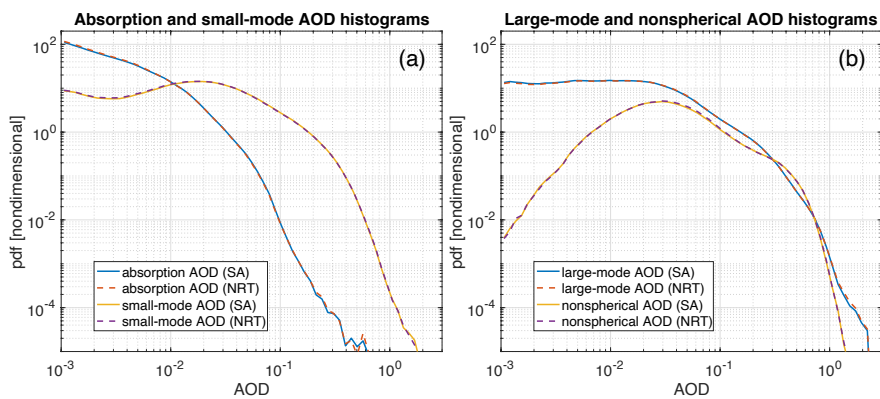 Absorption and small-mode AOD histograms
(a)
pdf [nondimensional]
10^2
10^0
10^-2
10^-4
absorption AOD (SA)
absorption AOD (NRT)
small-mode AOD (SA)
small-mode AOD (NRT)
10^-3
10^-2
10^-1
10^0
AOD
Large-mode and nonspherical AOD histograms
(b)
pdf [nondimensional]
10^2
10^0
10^-2
10^-4
large-mode AOD (SA)
large-mode AOD (NRT)
nonspherical AOD (SA)
nonspherical AOD (NRT)
10^-3
10^-2
10^-1
10^0
AOD